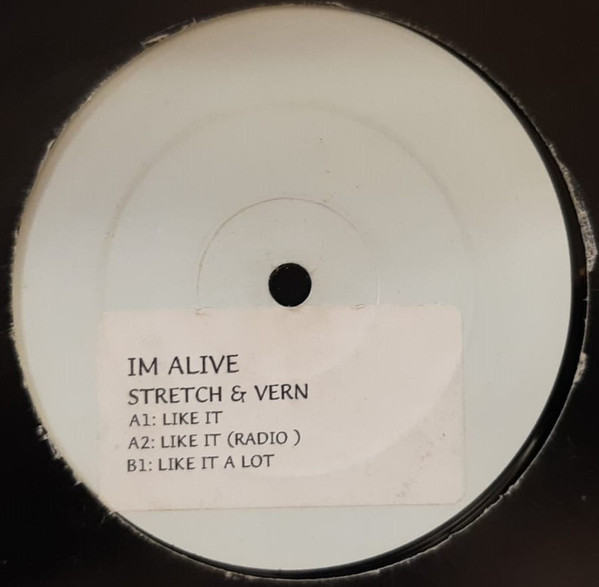 IM ALIVE
STRETCH & VERN
A1: LIKE IT
A2: LIKE IT (RADIO )
B1: LIKE IT A LOT